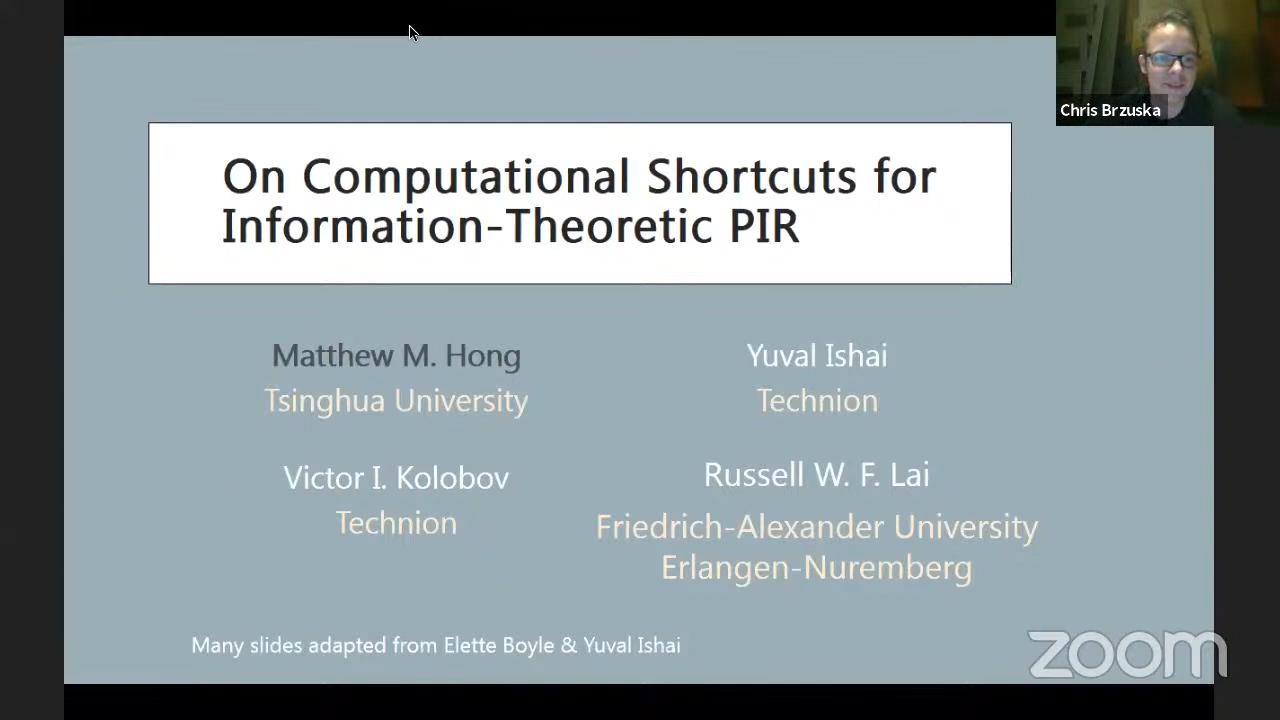 Chris Brzuska
On Computational Shortcuts for
Information-Theoretic PIR
Matthew M. Hong
Tsinghua University
Yuval Ishai
Technion
Victor I. Kolobov
Technion
Russell W. F. Lai
Friedrich-Alexander University
Erlangen-Nuremberg
Many slides adapted from Elette Boyle & Yuval Ishai
zoom